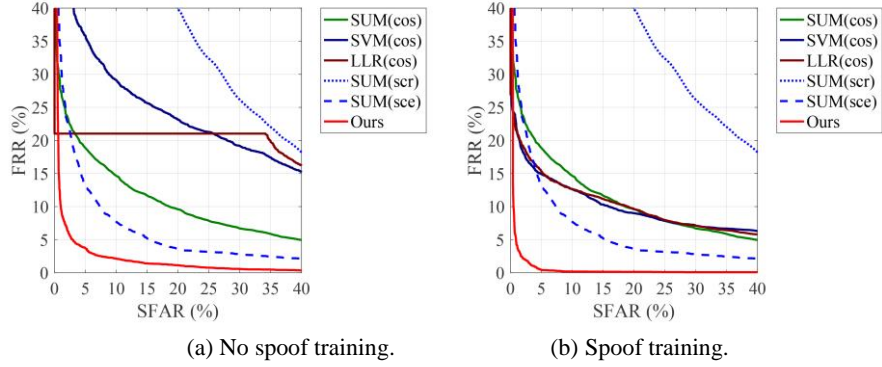 40
35
30
25
20
15
10
5
0
FRR (%)
0 5 10 15 20 25 30 35 40
SFAR (%)
SUM(cos)
SVM(cos)
LLR(cos)
SUM(scr)
SUM(sce)
Ours
(a) No spoof training.
40
35
30
25
20
15
10
5
0
FRR (%)
0 5 10 15 20 25 30 35 40
SFAR (%)
SUM(cos)
SVM(cos)
LLR(cos)
SUM(scr)
SUM(sce)
Ours
(b) Spoof training.